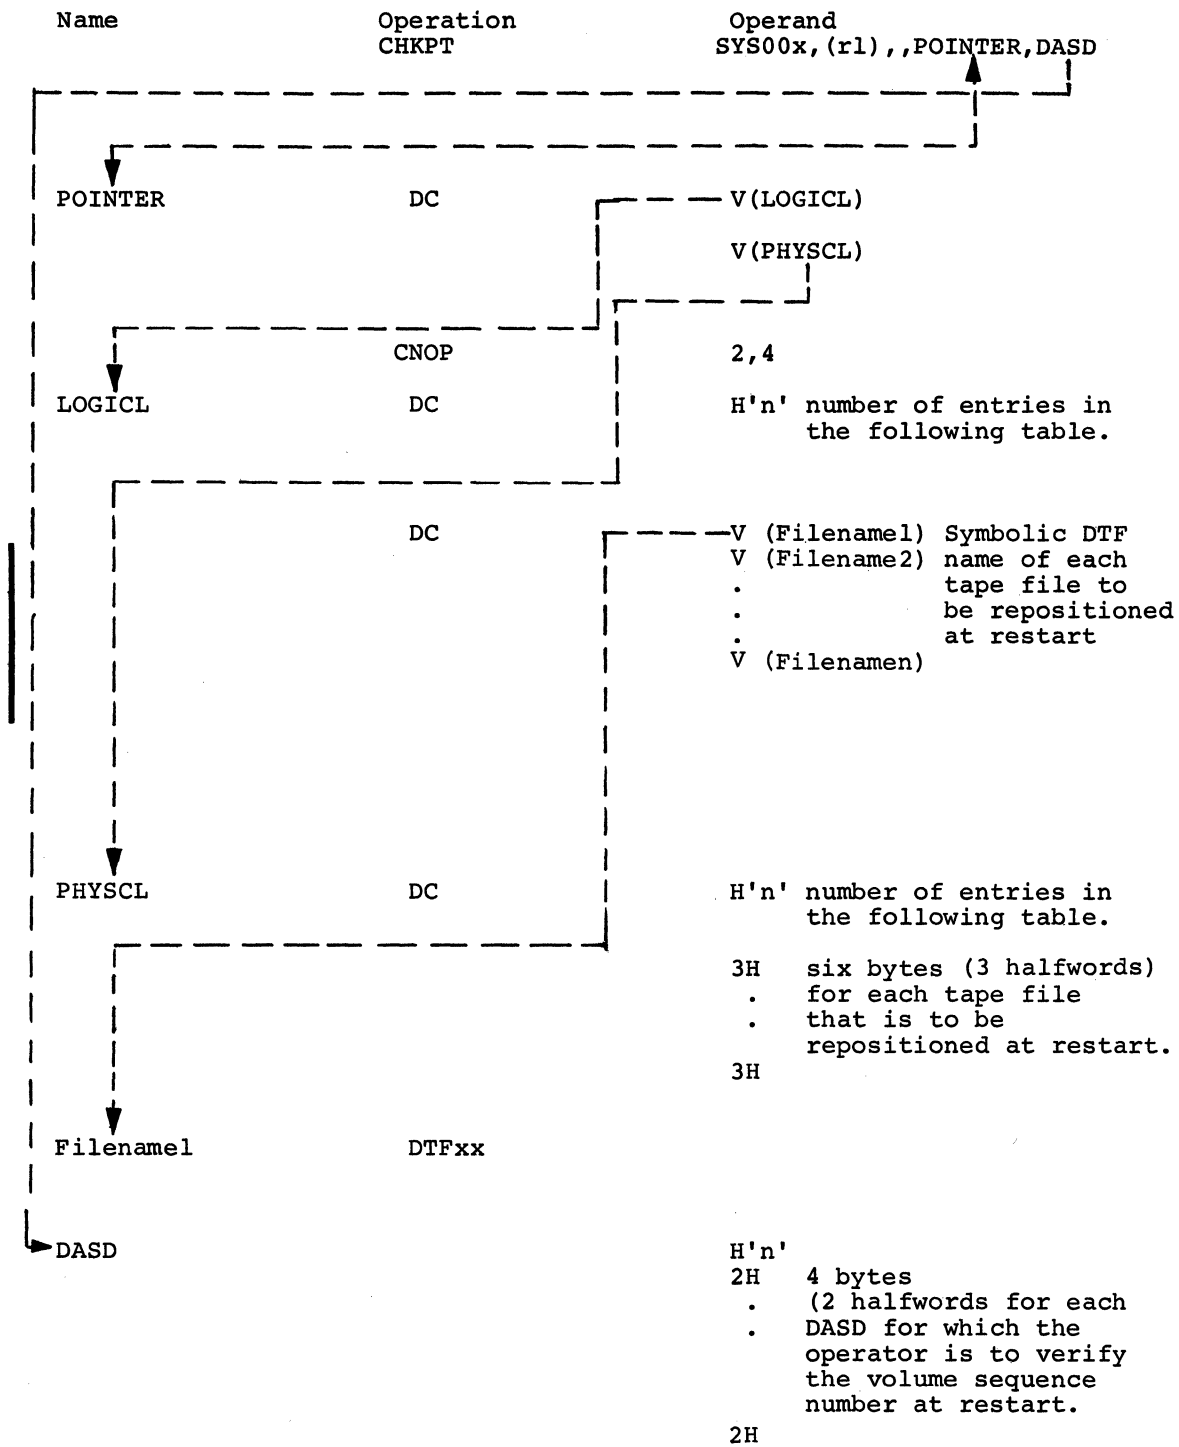 Name Operation Operand
CHKPT SYS00x,(r1),,POINTER,DASD
POINTER DC V(LOGICL)
V(PHYSCL)
CNOP 2,4
LOGICL DC H'n' number of entries in
the following table.
DC V (Filename1) Symbolic DTF
V (Filename2) name of each
. tape file to
. be repositioned
. at restart
V (Filenamen)
PHYSCL DC H'n' number of entries in
the following table.
3H six bytes (3 halfwords)
. for each tape file
. that is to be
repositioned at restart.
3H
Filename1 DTFxx
DASD H'n'
2H 4 bytes
. (2 halfwords for each
. DASD for which the
operator is to verify
the volume sequence
number at restart.
2H